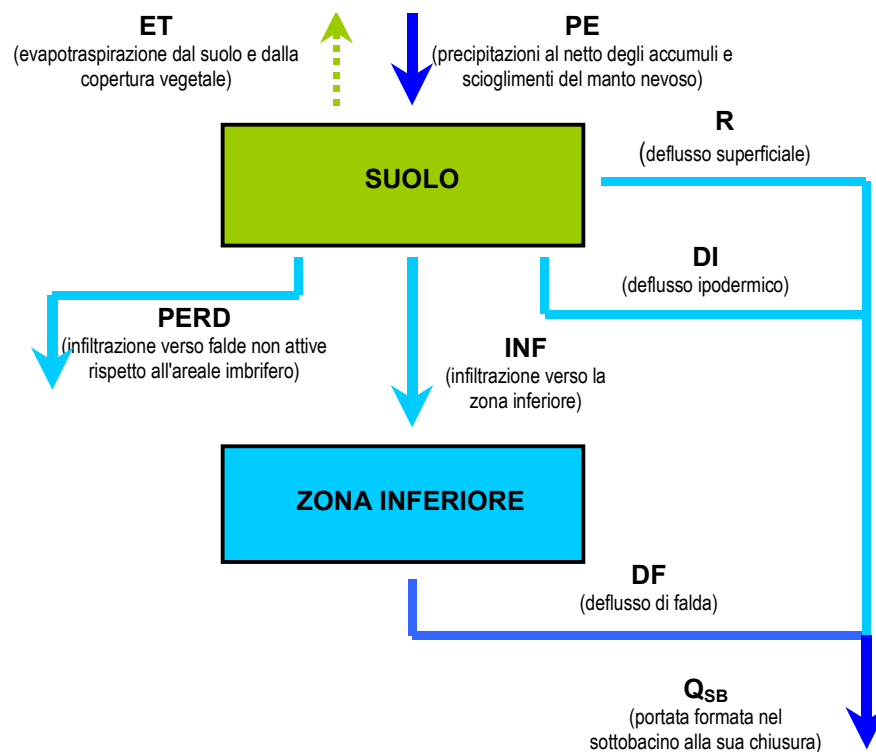 ET
(evapotraspirazione dal suolo e dalla
copertura vegetale)
PE
(precipitazioni al netto degli accumuli e
scioglimenti del manto nevoso)
R
(deflusso superficiale)
SUOLO
DI
(deflusso ipodermico)
PERD
(infiltrazione verso falde non attive
rispetto all'areale imbrifero)
INF
(infiltrazione verso la
zona inferiore)
ZONA INFERIORE
DF
(deflusso di falda)
QSB
(portata formata nel
sottobacino alla sua chiusura)